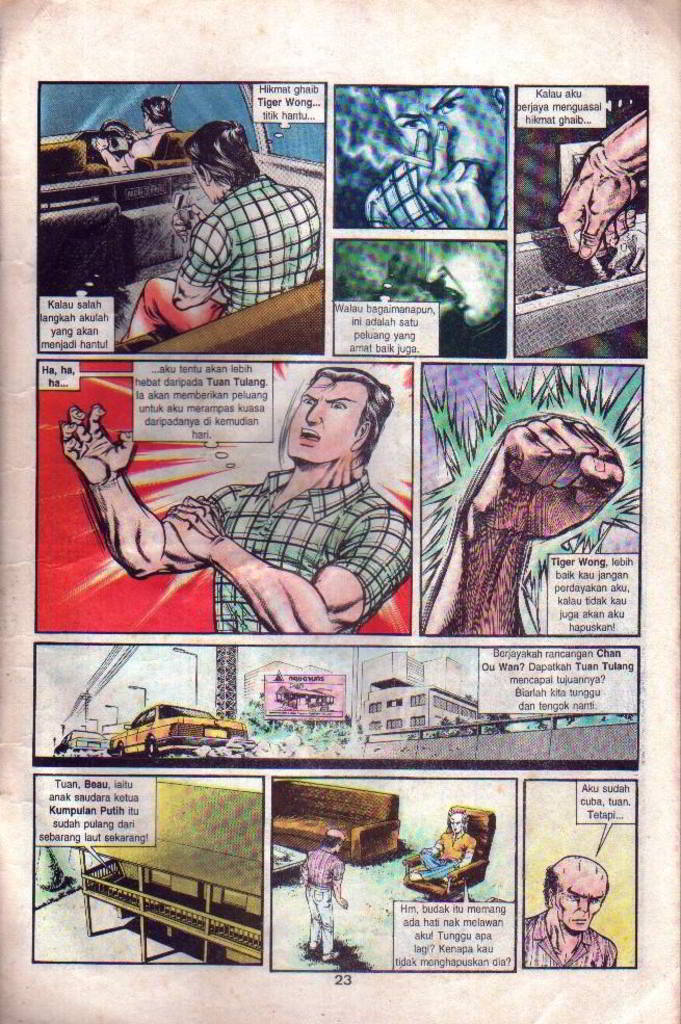 Hikmat ghaib
Tiger Wong...
titik hantu...
Kalau salah
langkah akulah
yang akan
menjadi hantu!
Walau bagaimanapun,
ini adalah satu
peluang yang
amat baik juga.
Kalau aku
berjaya menguasai
hikmat ghaib...
Ha, ha,
ha...
...aku tentu akan lebih
hebat daripada Tuan Tulang.
Ia akan memberikan peluang
untuk aku merampas kuasa
daripadanya di kemudian
hari.
Tiger Wong, lebih
baik kau jangan
perdayakan aku,
kalau tidak kau
juga akan aku
hapuskan!
Berjayakah rancangan Chan
Ou Wan? Dapatkah Tuan Tulang
mencapai tujuannya?
Biarlah kita tunggu
dan tengok nanti.
Tuan, Beau, iaitu
anak saudara ketua
Kumpulan Putih itu
sudah pulang dari
sebarang laut sekarang!
Hm, budak itu memang
ada hati nak melawan
aku! Tunggu apa
lagi? Kenapa kau
tidak menghapuskan dia?
Aku sudah
cuba, tuan.
Tetapi...
23